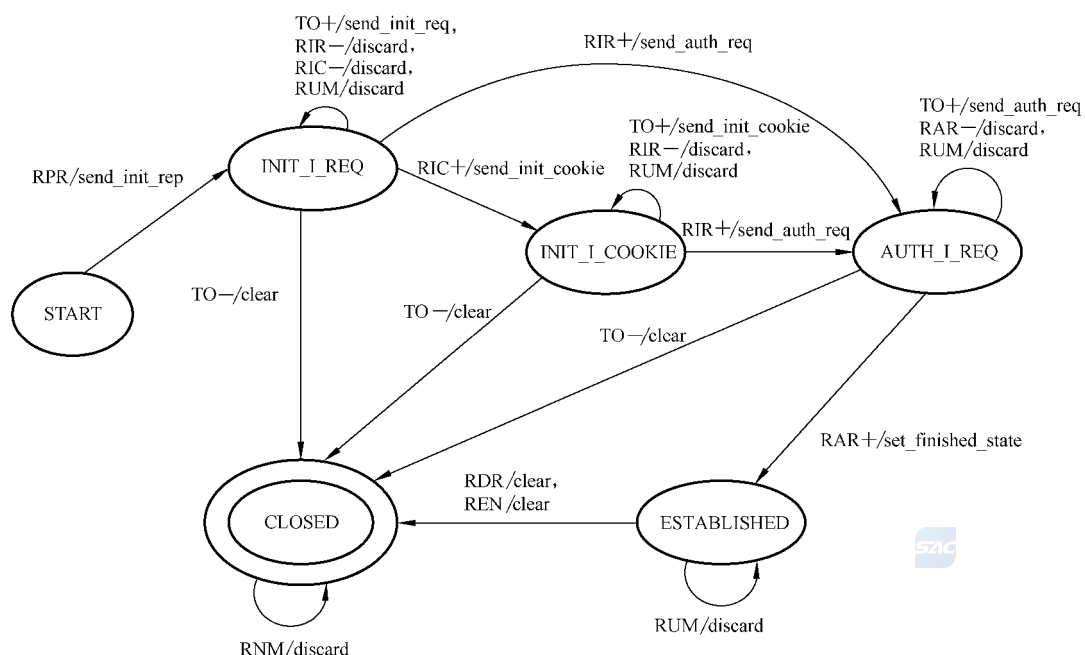 TO+/send_init_req,
RIR－/discard,
RIC－/discard,
RUM/discard
RIR+/send_auth_req
TO+/send_init_cookie
RIR－/discard,
RUM/discard
TO+/send_auth_req
RAR－/discard,
RUM/discard
RPR/send_init_rep
INIT_I_REQ
RIC+/send_init_cookie
INIT_I_COOKIE
RIR+/send_auth_req
AUTH_I_REQ
START
TO－/clear
TO－/clear
TO－/clear
RAR+/set_finished_state
CLOSED
RDR/clear,
REN/clear
ESTABLISHED
SAC
RNM/discard
RUM/discard